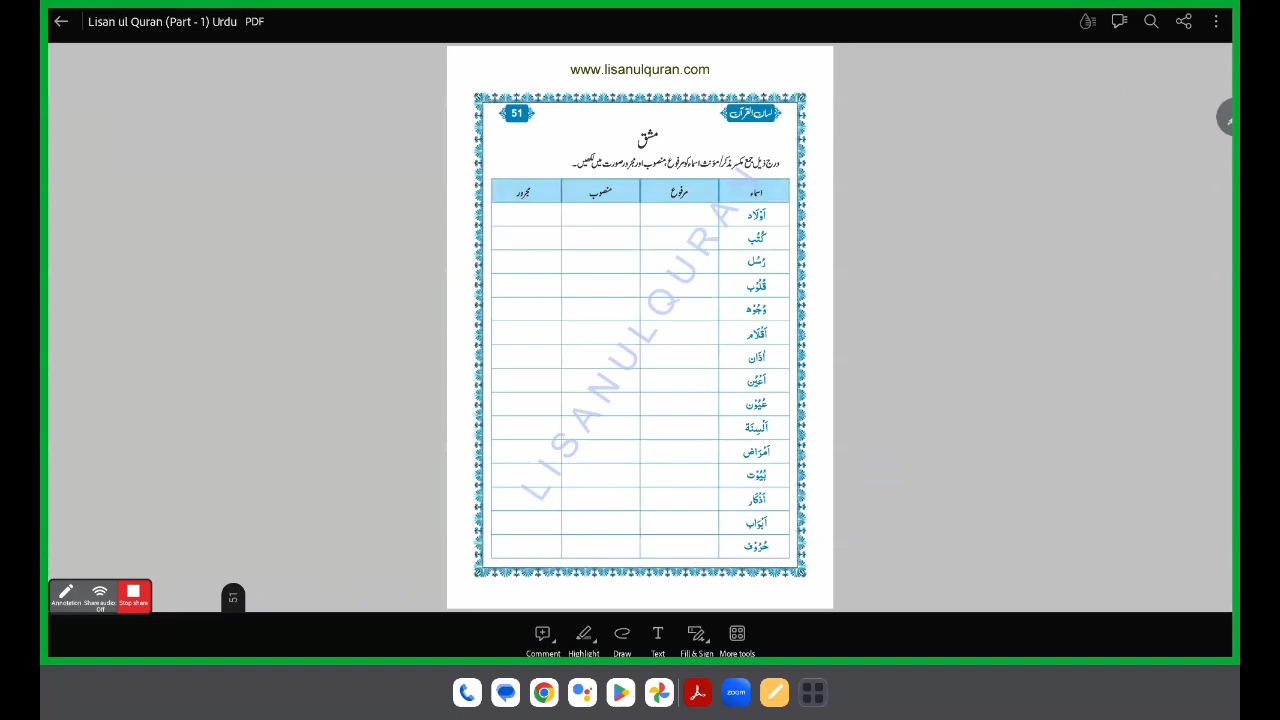 Lisan ul Quran (Part - 1) Urdu PDF
www.lisanulquran.com
51
لسان القرآن
مشق
درج ذیل جمع مکسر مذکر/مؤنث اسماء کو مرفوع، منصوب اور مجرور صورت میں لکھیں۔
اسماء مرفوع منصوب مجرور
اَوْلَاد
كُتُب
رُسُل
قُلُوْب
وُجُوْه
اَقْلَام
اٰذَان
اَعْيُن
عُيُوْن
اَلْسِنَة
اَمْرَاض
بُيُوْت
اَذْكَار
اَبْوَاب
حُرُوْف
LISANULQURAN
Annotation Share audio: Off Stop share
51
Comment Highlight Draw Text Fill & Sign More tools
zoom